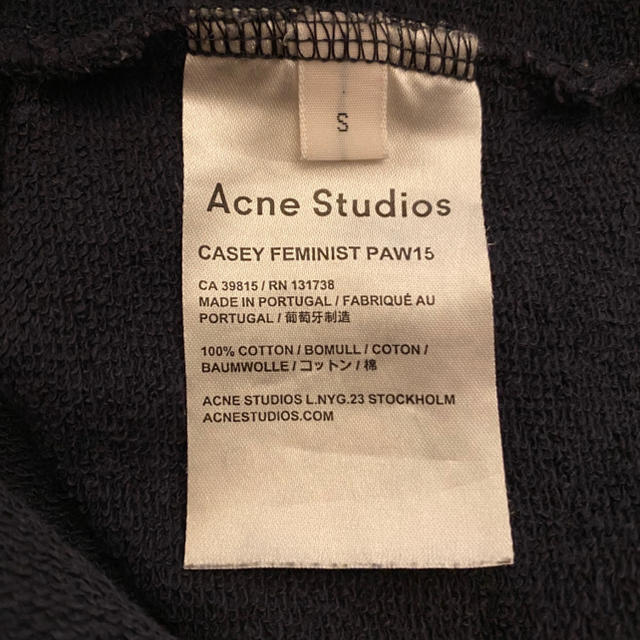 S
Acne Studios
CASEY FEMINIST PAW15
CA 39815 / RN 131738
MADE IN PORTUGAL / FABRIQUÉ AU
PORTUGAL / 葡萄牙制造
100% COTTON / BOMULL / COTON /
BAUMWOLLE / コットン / 棉
ACNE STUDIOS L.NYG.23 STOCKHOLM
ACNESTUDIOS.COM